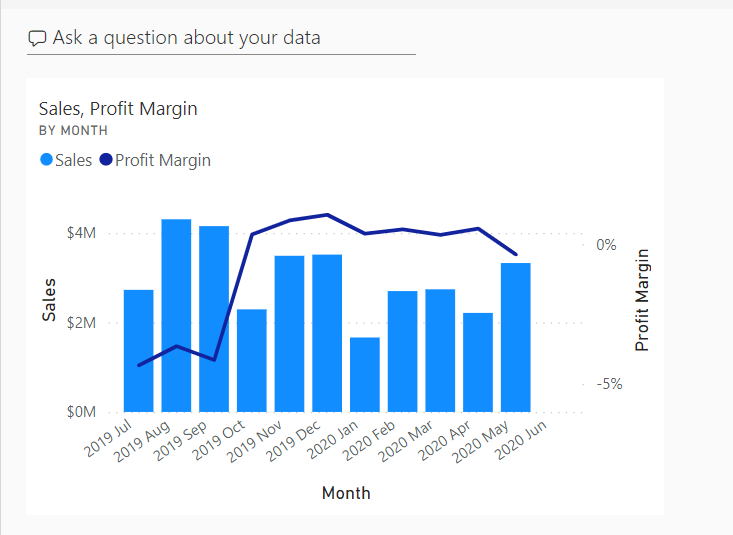 Ask a question about your data
Sales, Profit Margin
BY MONTH
Sales Profit Margin
$4M
$2M
$0M
Sales
0%
-5%
Profit Margin
2019 Jul
2019 Aug
2019 Sep
2019 Oct
2019 Nov
2019 Dec
2020 Jan
2020 Feb
2020 Mar
2020 Apr
2020 May
2020 Jun
Month